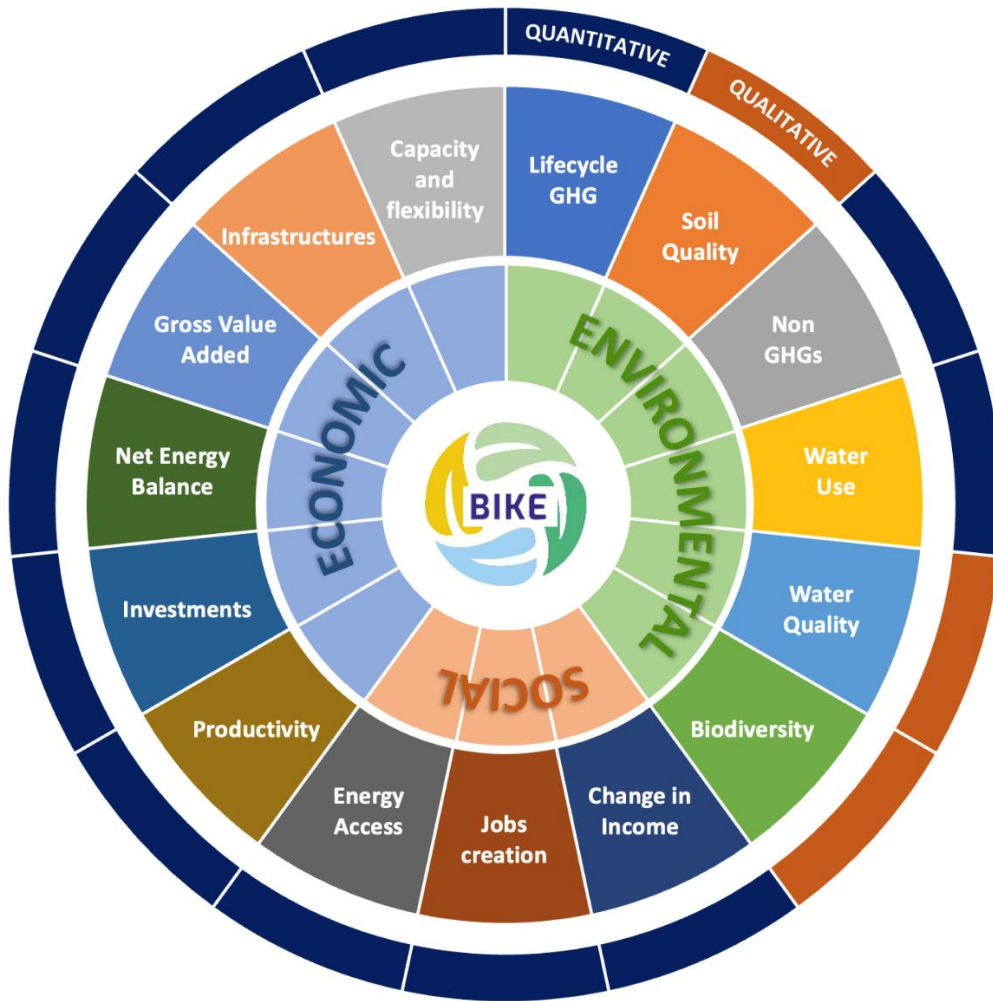 QUANTITATIVE
QUALITATIVE
Capacity
and
flexibility
Lifecycle
GHG
Soil
Quality
Non
GHGs
Water
Use
Water
Quality
Biodiversity
Change in
Income
Jobs
creation
Energy
Access
Productivity
Investments
Net Energy
Balance
Gross Value
Added
Infrastructures
ENVIRONMENTAL
SOCIAL
ECONOMIC
BIKE